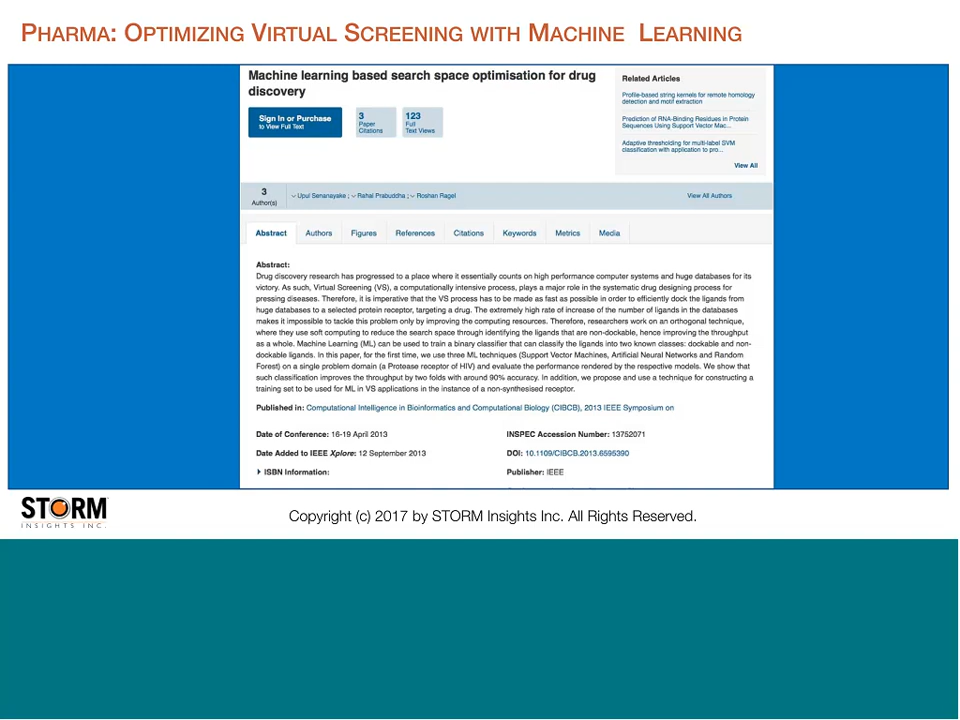 PHARMA: OPTIMIZING VIRTUAL SCREENING WITH MACHINE LEARNING
Machine learning based search space optimisation for drug
discovery
Sign In or Purchase
to View Full Text
3
Paper
Citations
123
Full
Text Views
Related Articles
Profile-based string kernels for remote homology
detection and motif extraction
Prediction of RNA-Binding Residues in Protein
Sequences Using Support Vector Mac...
Adaptive thresholding for multi-label SVM
classification with application to pro...
View All
3
Author(s)
Upul Senanayake ; Rahal Prabuddha ; Roshan Ragel
View All Authors
Abstract Authors Figures References Citations Keywords Metrics Media
Abstract:
Drug discovery research has progressed to a place where it essentially counts on high performance computer systems and huge databases for its
victory. As such, Virtual Screening (VS), a computationally intensive process, plays a major role in the systematic drug designing process for
pressing diseases. Therefore, it is imperative that the VS process has to be made as fast as possible in order to efficiently dock the ligands from
huge databases to a selected protein receptor, targeting a drug. The extremely high rate of increase of the number of ligands in the databases
makes it impossible to tackle this problem only by improving the computing resources. Therefore, researchers work on an orthogonal technique,
where they use soft computing to reduce the search space through identifying the ligands that are non-dockable, hence improving the throughput
as a whole. Machine Learning (ML) can be used to train a binary classifier that can classify the ligands into two known classes: dockable and non-
dockable ligands. In this paper, for the first time, we use three ML techniques (Support Vector Machines, Artificial Neural Networks and Random
Forest) on a single problem domain (a Protease receptor of HIV) and evaluate the performance rendered by the respective models. We show that
such classification improves the throughput by two folds with around 90% accuracy. In addition, we propose and use a technique for constructing a
training set to be used for ML in VS applications in the instance of a non-synthesised receptor.
Published in: Computational Intelligence in Bioinformatics and Computational Biology (CIBCB), 2013 IEEE Symposium on
Date of Conference: 16-19 April 2013
INSPEC Accession Number: 13752071
Date Added to IEEE Xplore: 12 September 2013
DOI: 10.1109/CIBCB.2013.6595390
ISBN Information:
Publisher: IEEE
STORM
INSIGHTS INC.
Copyright (c) 2017 by STORM Insights Inc. All Rights Reserved.